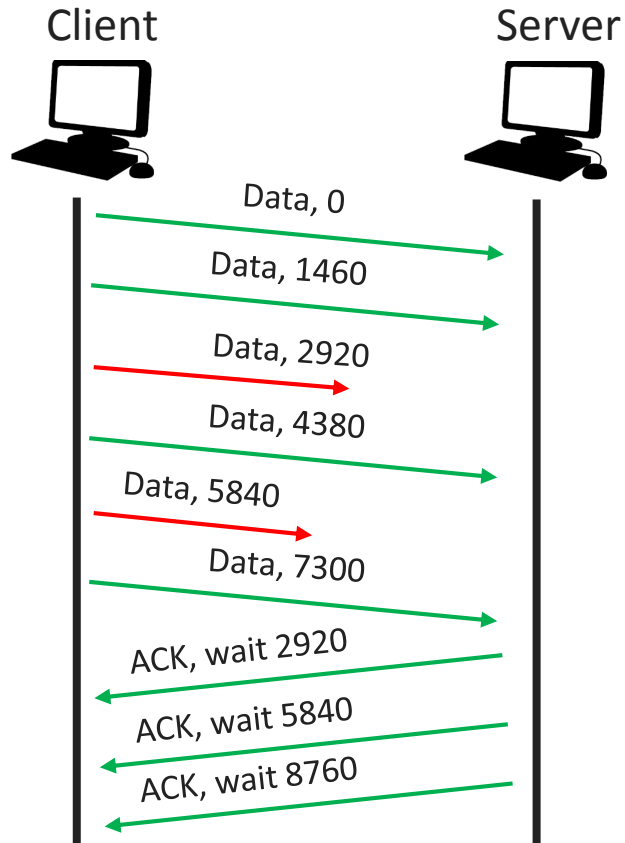 Client
Server
Data, 0
Data, 1460
Data, 2920
Data, 4380
Data, 5840
Data, 7300
ACK, wait 2920
ACK, wait 5840
ACK, wait 8760